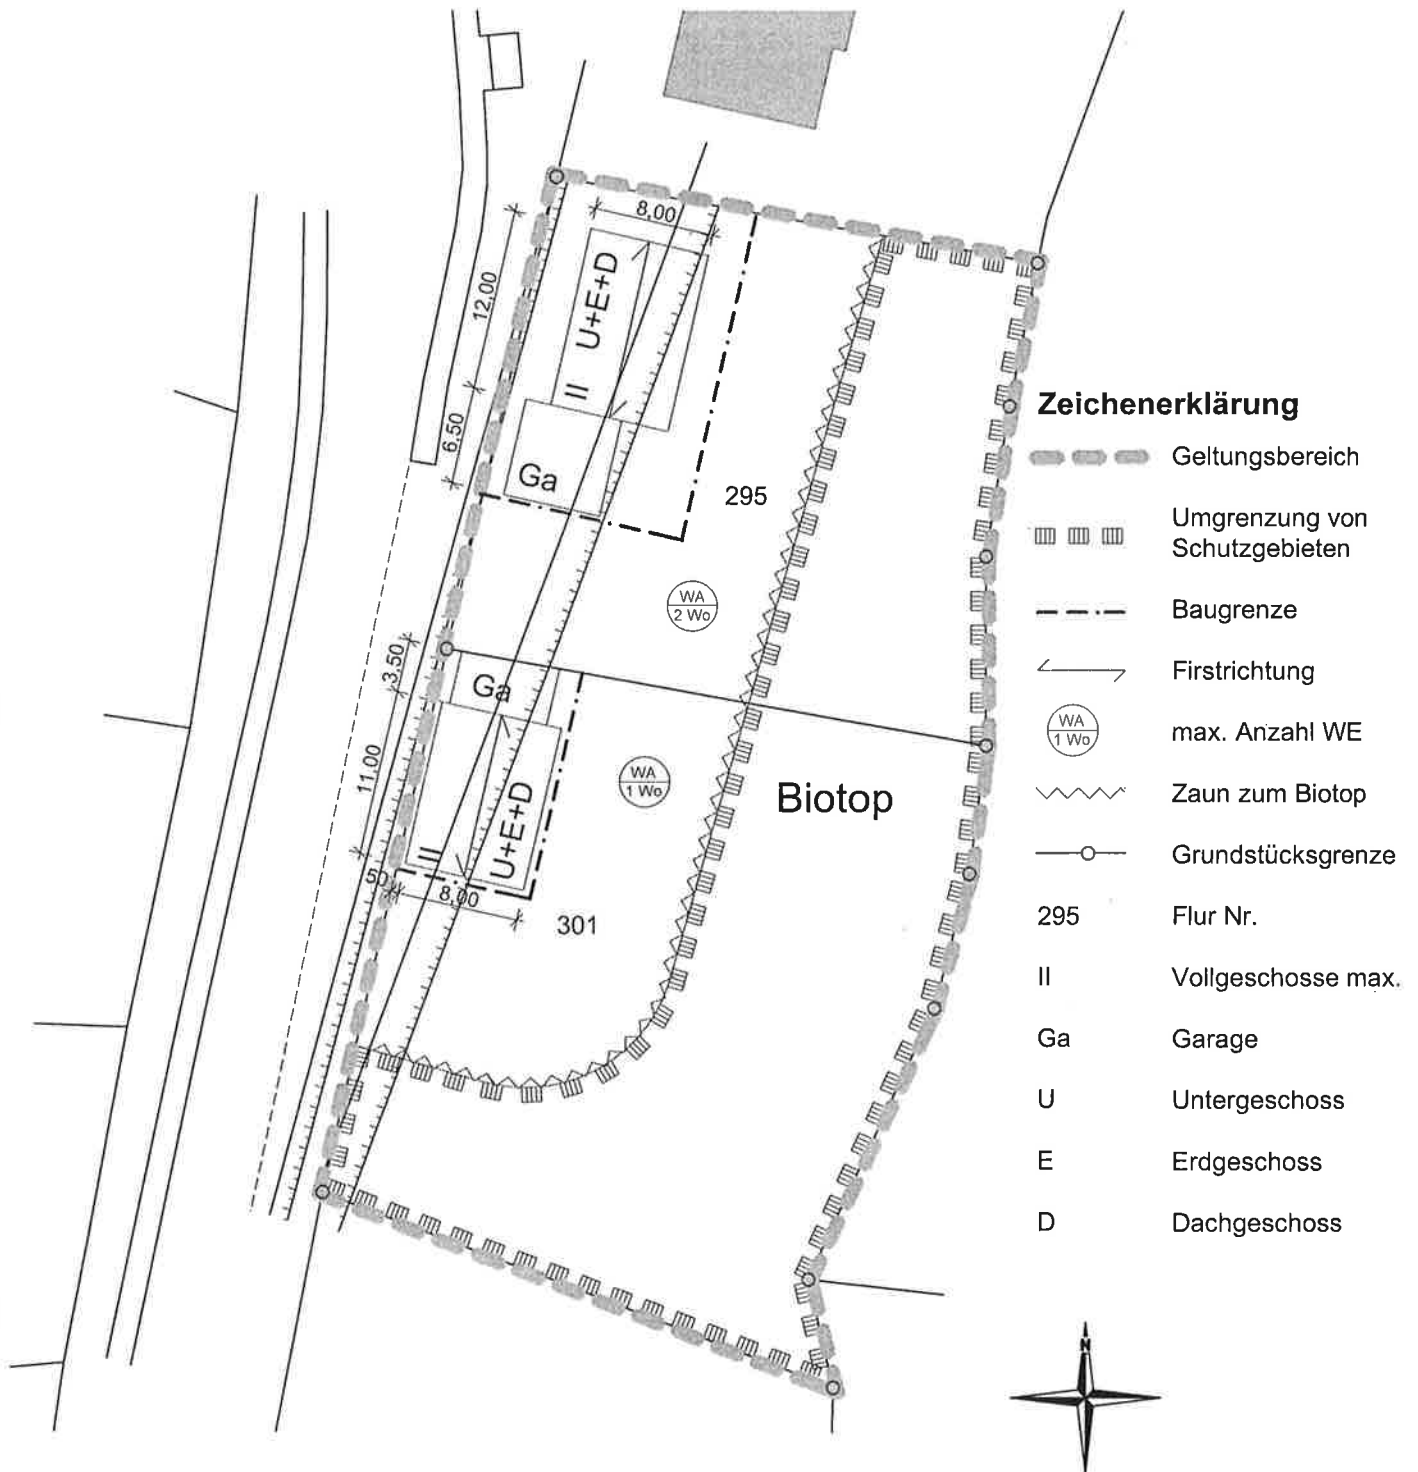 8,00
12,00
U+E+D
II
6,50
Ga
295
WA
2 Wo
3,50
Ga
11,00
WA
1 Wo
Biotop
II
U+E+D
50
8,00
301
Zeichenerklärung
Geltungsbereich
Umgrenzung von
Schutzgebieten
Baugrenze
Firstrichtung
WA
1 Wo
max. Anzahl WE
Zaun zum Biotop
Grundstücksgrenze
295 Flur Nr.
II Vollgeschosse max.
Ga Garage
U Untergeschoss
E Erdgeschoss
D Dachgeschoss
N